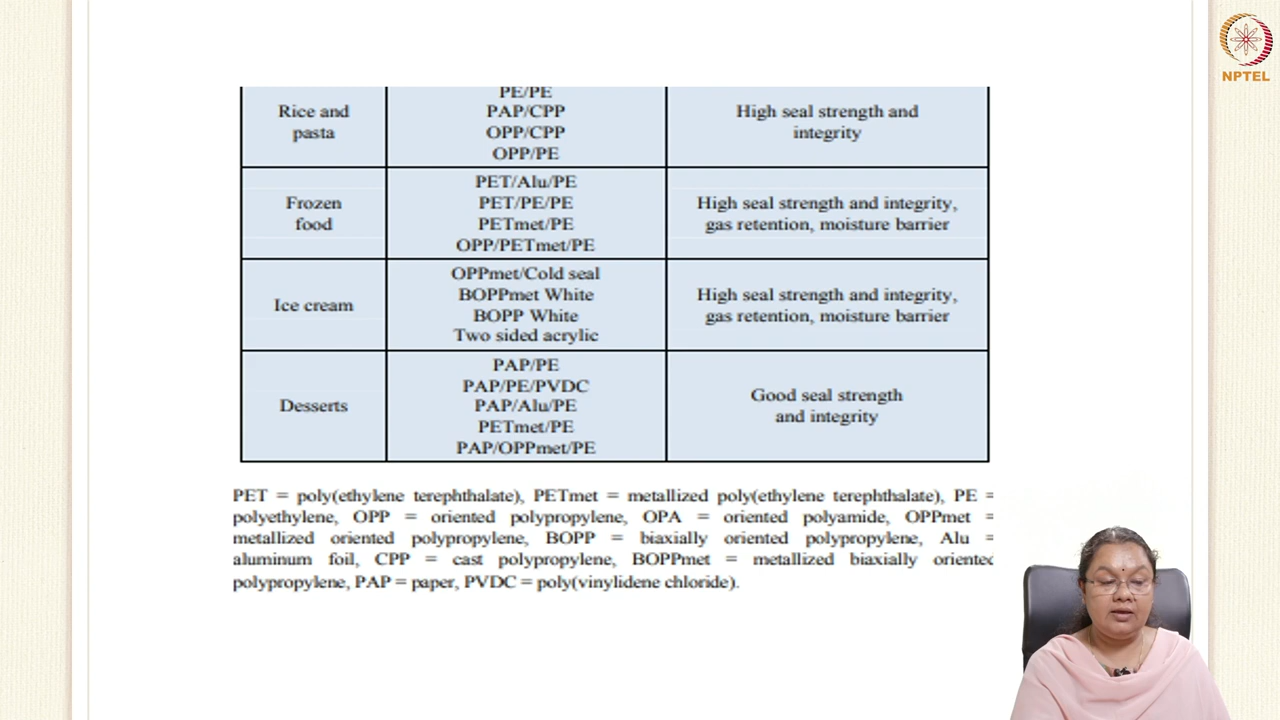 PE/PE
Rice and
pasta
PAP/CPP
OPP/CPP
OPP/PE
High seal strength and
integrity
Frozen
food
PET/Alu/PE
PET/PE/PE
PETmet/PE
OPP/PETmet/PE
High seal strength and integrity,
gas retention, moisture barrier
Ice cream
OPPmet/Cold seal
BOPPmet White
BOPP White
Two sided acrylic
High seal strength and integrity,
gas retention, moisture barrier
Desserts
PAP/PE
PAP/PE/PVDC
PAP/Alu/PE
PETmet/PE
PAP/OPPmet/PE
Good seal strength
and integrity
PET = poly(ethylene terephthalate), PETmet = metallized poly(ethylene terephthalate), PE =
polyethylene, OPP = oriented polypropylene, OPA = oriented polyamide, OPPmet =
metallized oriented polypropylene, BOPP = biaxially oriented polypropylene, Alu =
aluminum foil, CPP = cast polypropylene, BOPPmet = metallized biaxially oriented
polypropylene, PAP = paper, PVDC = poly(vinylidene chloride).
NPTEL